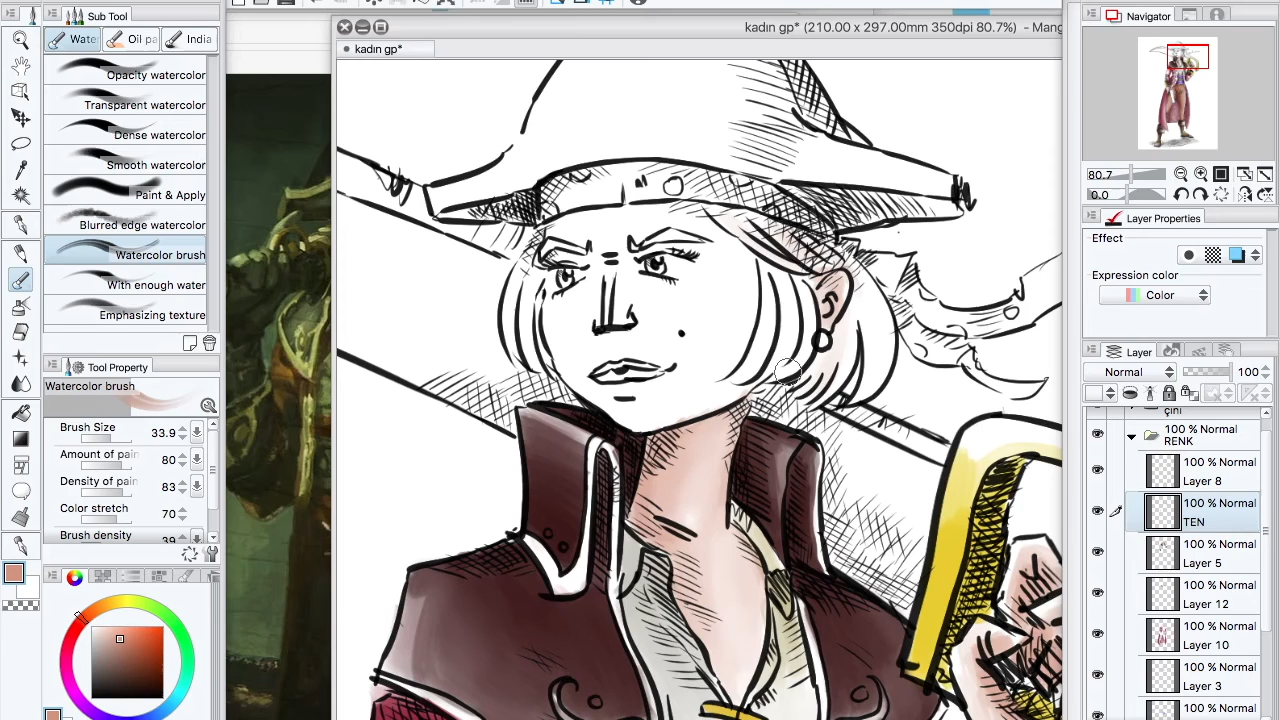 Sub Tool
Wate
Oil pa
India
Opacity watercolor
Transparent watercolor
Dense watercolor
Smooth watercolor
Paint & Apply
Blurred edge watercolor
Watercolor brush
With enough water
Emphasizing texture
Tool Property
Watercolor brush
Brush Size 33.9
Amount of pain 80
Density of pain 83
Color stretch 70
Brush density 39
kadın gp* (210.00 x 297.00mm 350dpi 80.7%) - Mang
kadın gp*
Navigator
80.7
0.0
Layer Properties
Effect
Expression color
Color
Layer
Normal 100
çini
100 % Normal
RENK
100 % Normal
Layer 8
100 % Normal
TEN
100 % Normal
Layer 5
100 % Normal
Layer 12
100 % Normal
Layer 10
100 % Normal
Layer 3
100 % Normal